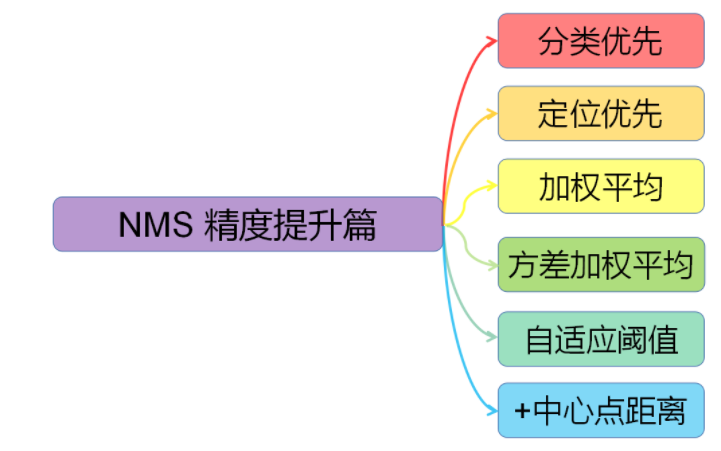 分类优先
定位优先
加权平均
NMS 精度提升篇
方差加权平均
自适应阈值
+中心点距离